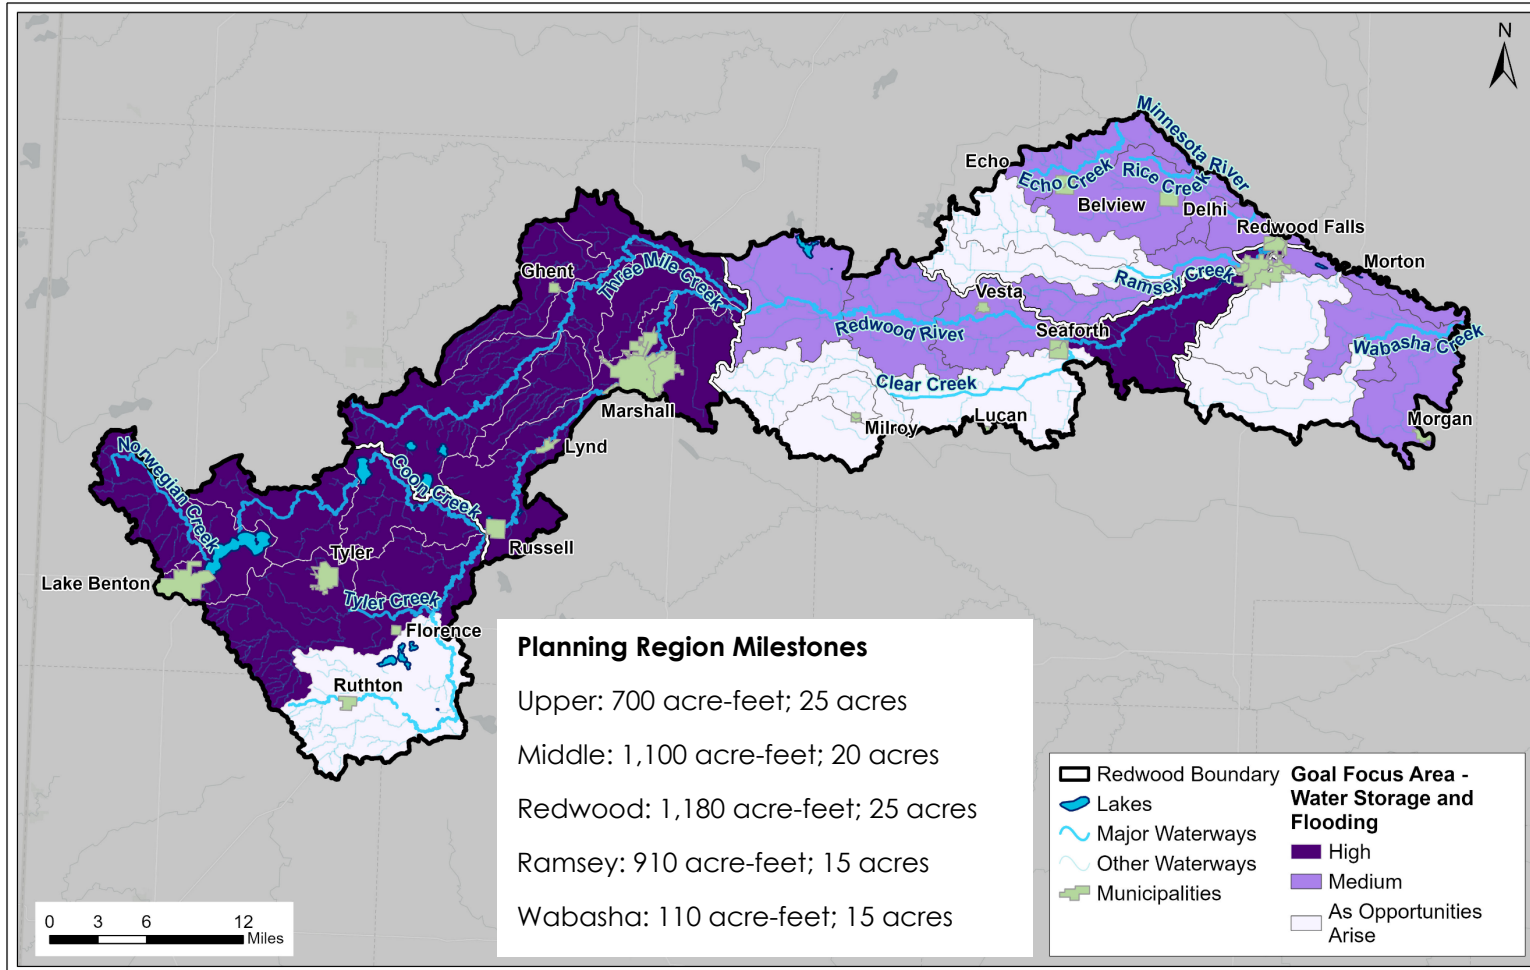 N
Minnesota River
Echo
Echo Creek
Rice Creek
Belview
Delhi
Redwood Falls
Morton
Ramsey Creek
Ghent
Three Mile Creek
Vesta
Redwood River
Seaforth
Wabasha Creek
Clear Creek
Marshall
Milroy
Lucan
Morgan
Lynd
Norwegian Creek
Coon Creek
Russell
Tyler
Lake Benton
Tyler Creek
Florence
Ruthton
Planning Region Milestones
Upper: 700 acre-feet; 25 acres
Middle: 1,100 acre-feet; 20 acres
Redwood: 1,180 acre-feet; 25 acres
Ramsey: 910 acre-feet; 15 acres
Wabasha: 110 acre-feet; 15 acres
Redwood Boundary
Lakes
Major Waterways
Other Waterways
Municipalities
Goal Focus Area -
Water Storage and
Flooding
High
Medium
As Opportunities
Arise
0 3 6 12
Miles